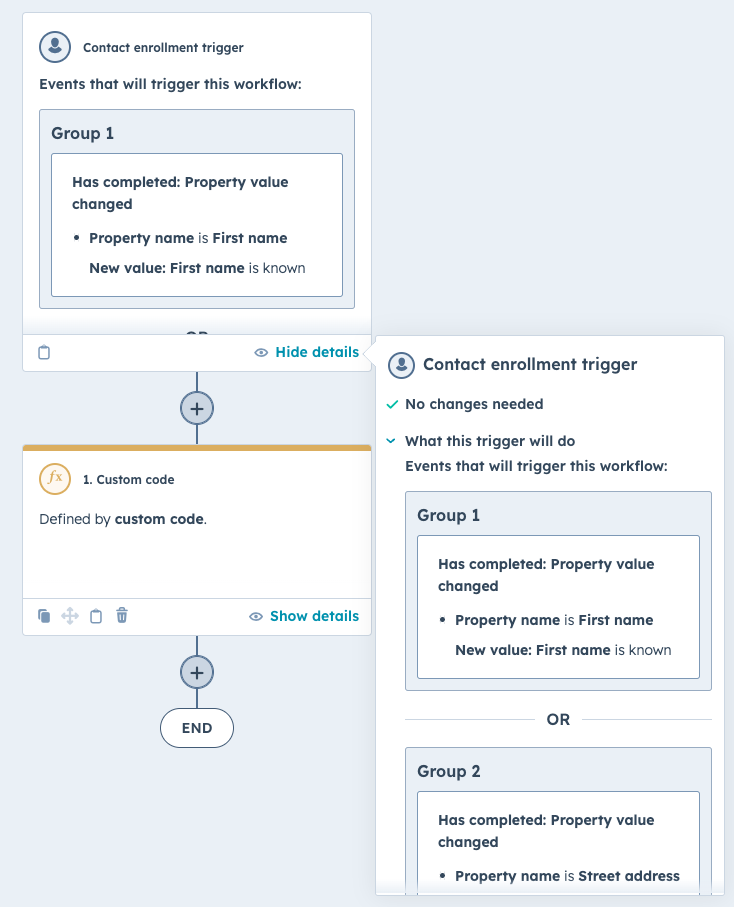 Contact enrollment trigger
Events that will trigger this workflow:
Group 1
Has completed: Property value
changed
• Property name is First name
New value: First name is known
OR
Hide details
+
fx
1. Custom code
Defined by custom code.
Show details
+
END
Contact enrollment trigger
No changes needed
What this trigger will do
Events that will trigger this workflow:
Group 1
Has completed: Property value
changed
• Property name is First name
New value: First name is known
OR
Group 2
Has completed: Property value
changed
• Property name is Street address